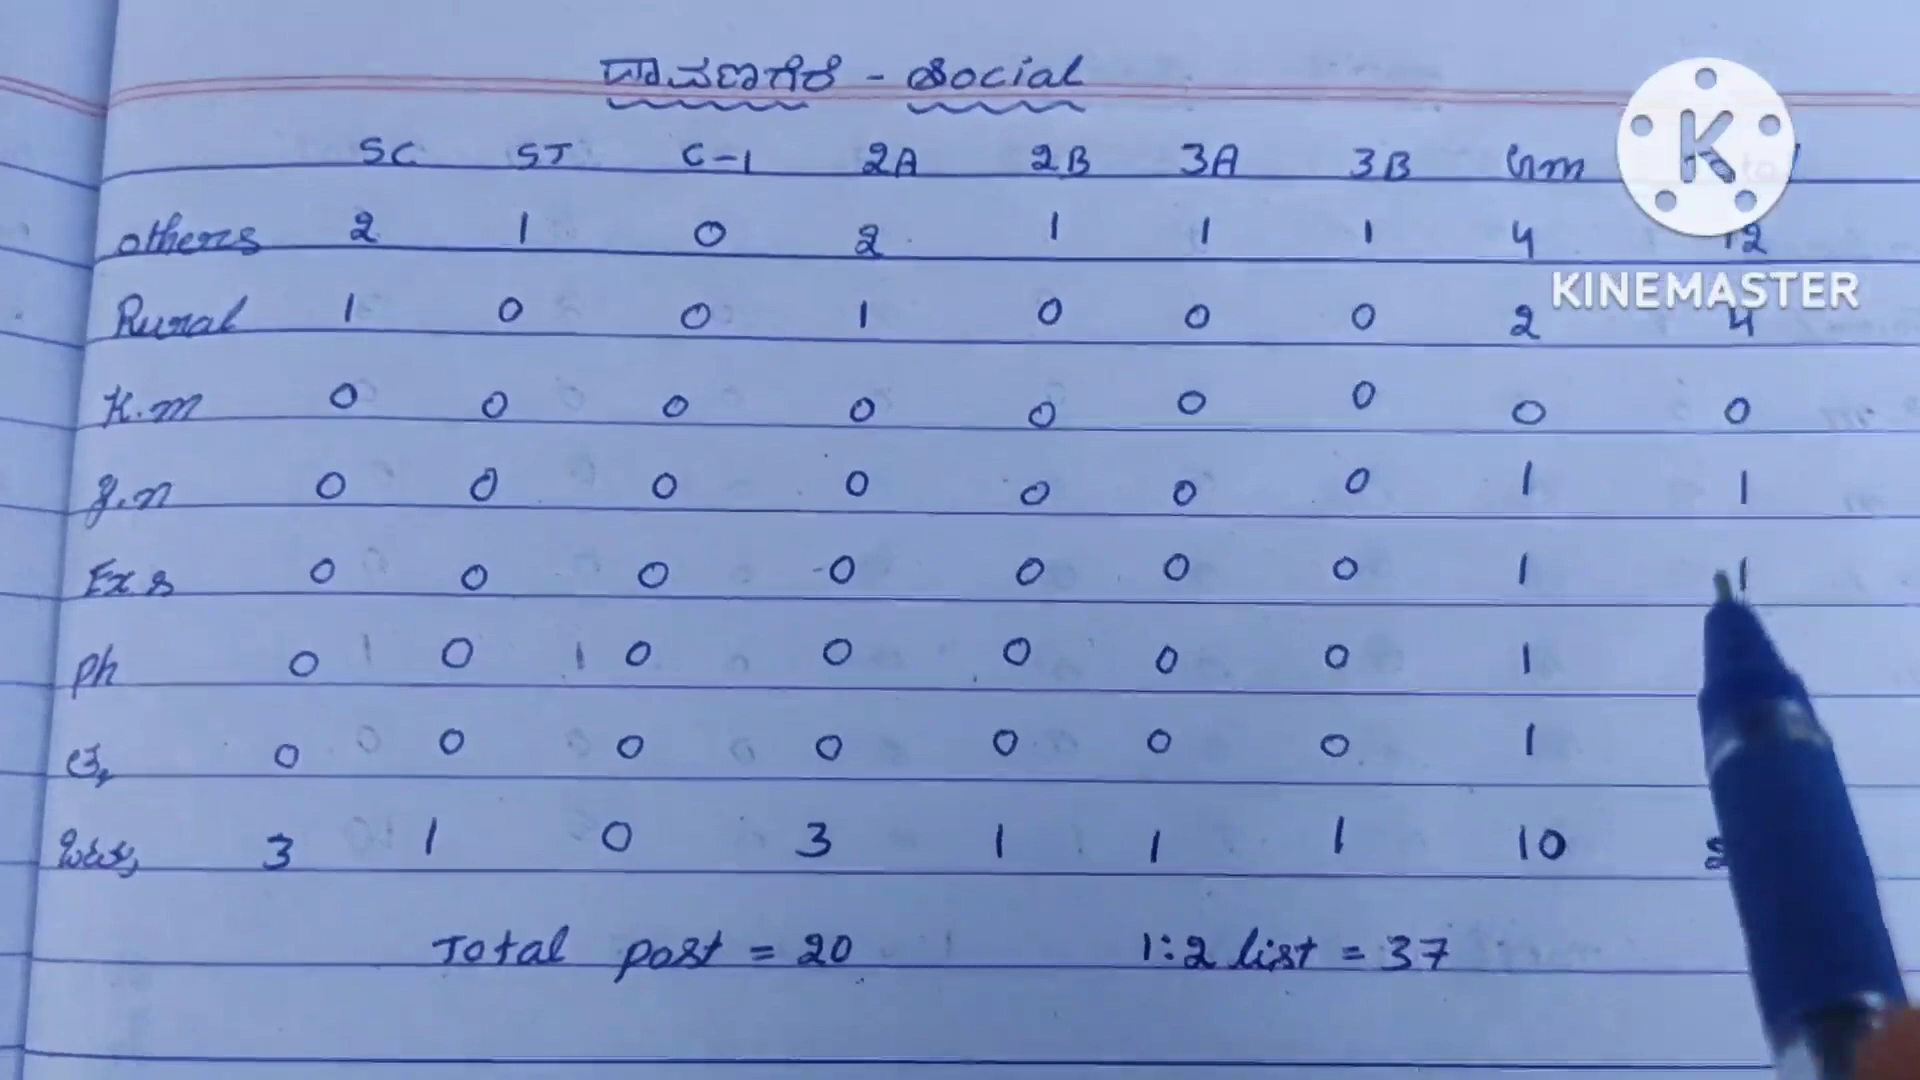 ದಾವಣಗೆರೆ - Social
SC ST C-1 2A 2B 3A 3B Gm
others 2 1 0 2 1 1 1 4 12
Rural 1 0 0 1 0 0 0 2 4
K.m 0 0 0 0 0 0 0 0 0
0 0 0 0 0 0 0 1 1
Ex s 0 0 0 0 0 0 0 1 1
ph 0 0 0 0 0 0 0 1
0 0 0 0 0 0 0 1
ಒಟ್ಟು 3 1 0 3 1 1 1 10
Total post = 20 1:2 list = 37
K
KINEMASTER